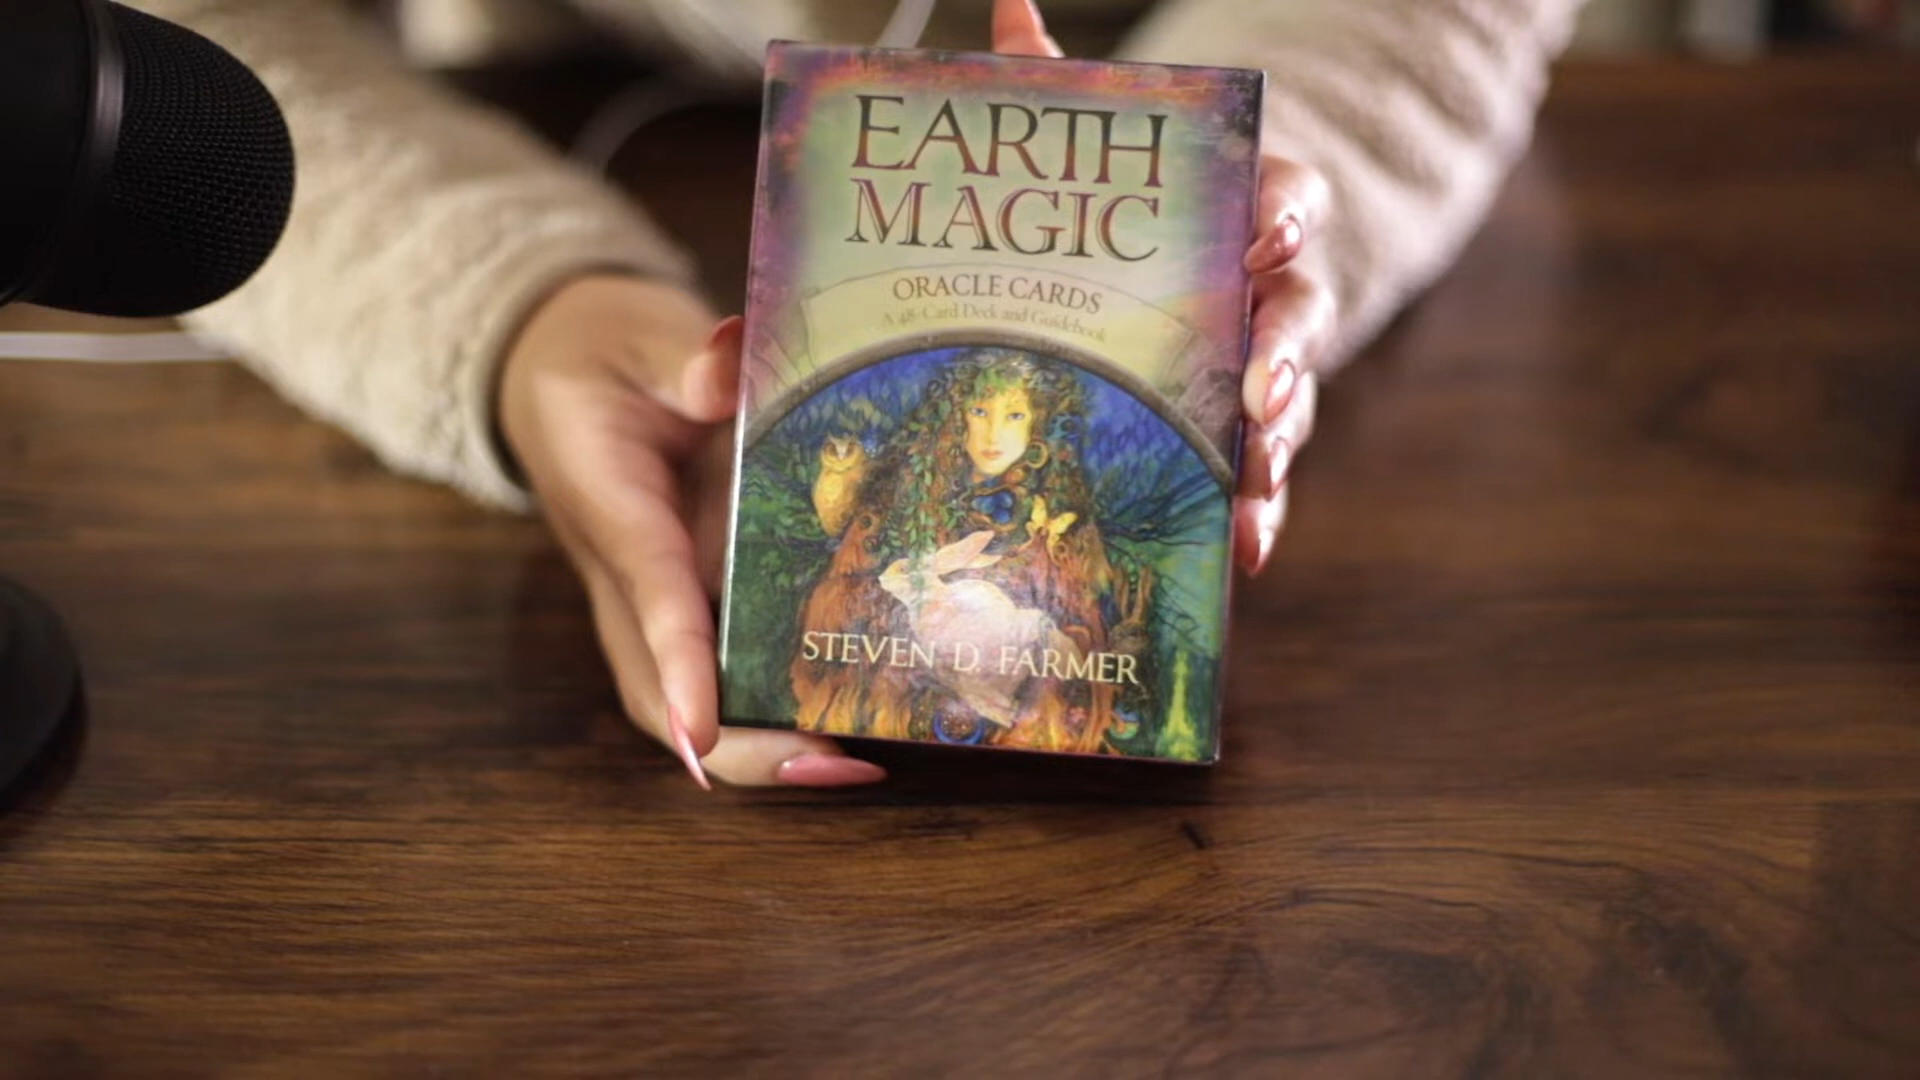 EARTH
MAGIC
ORACLE CARDS
A 48-Card Deck and Guidebook
STEVEN D. FARMER